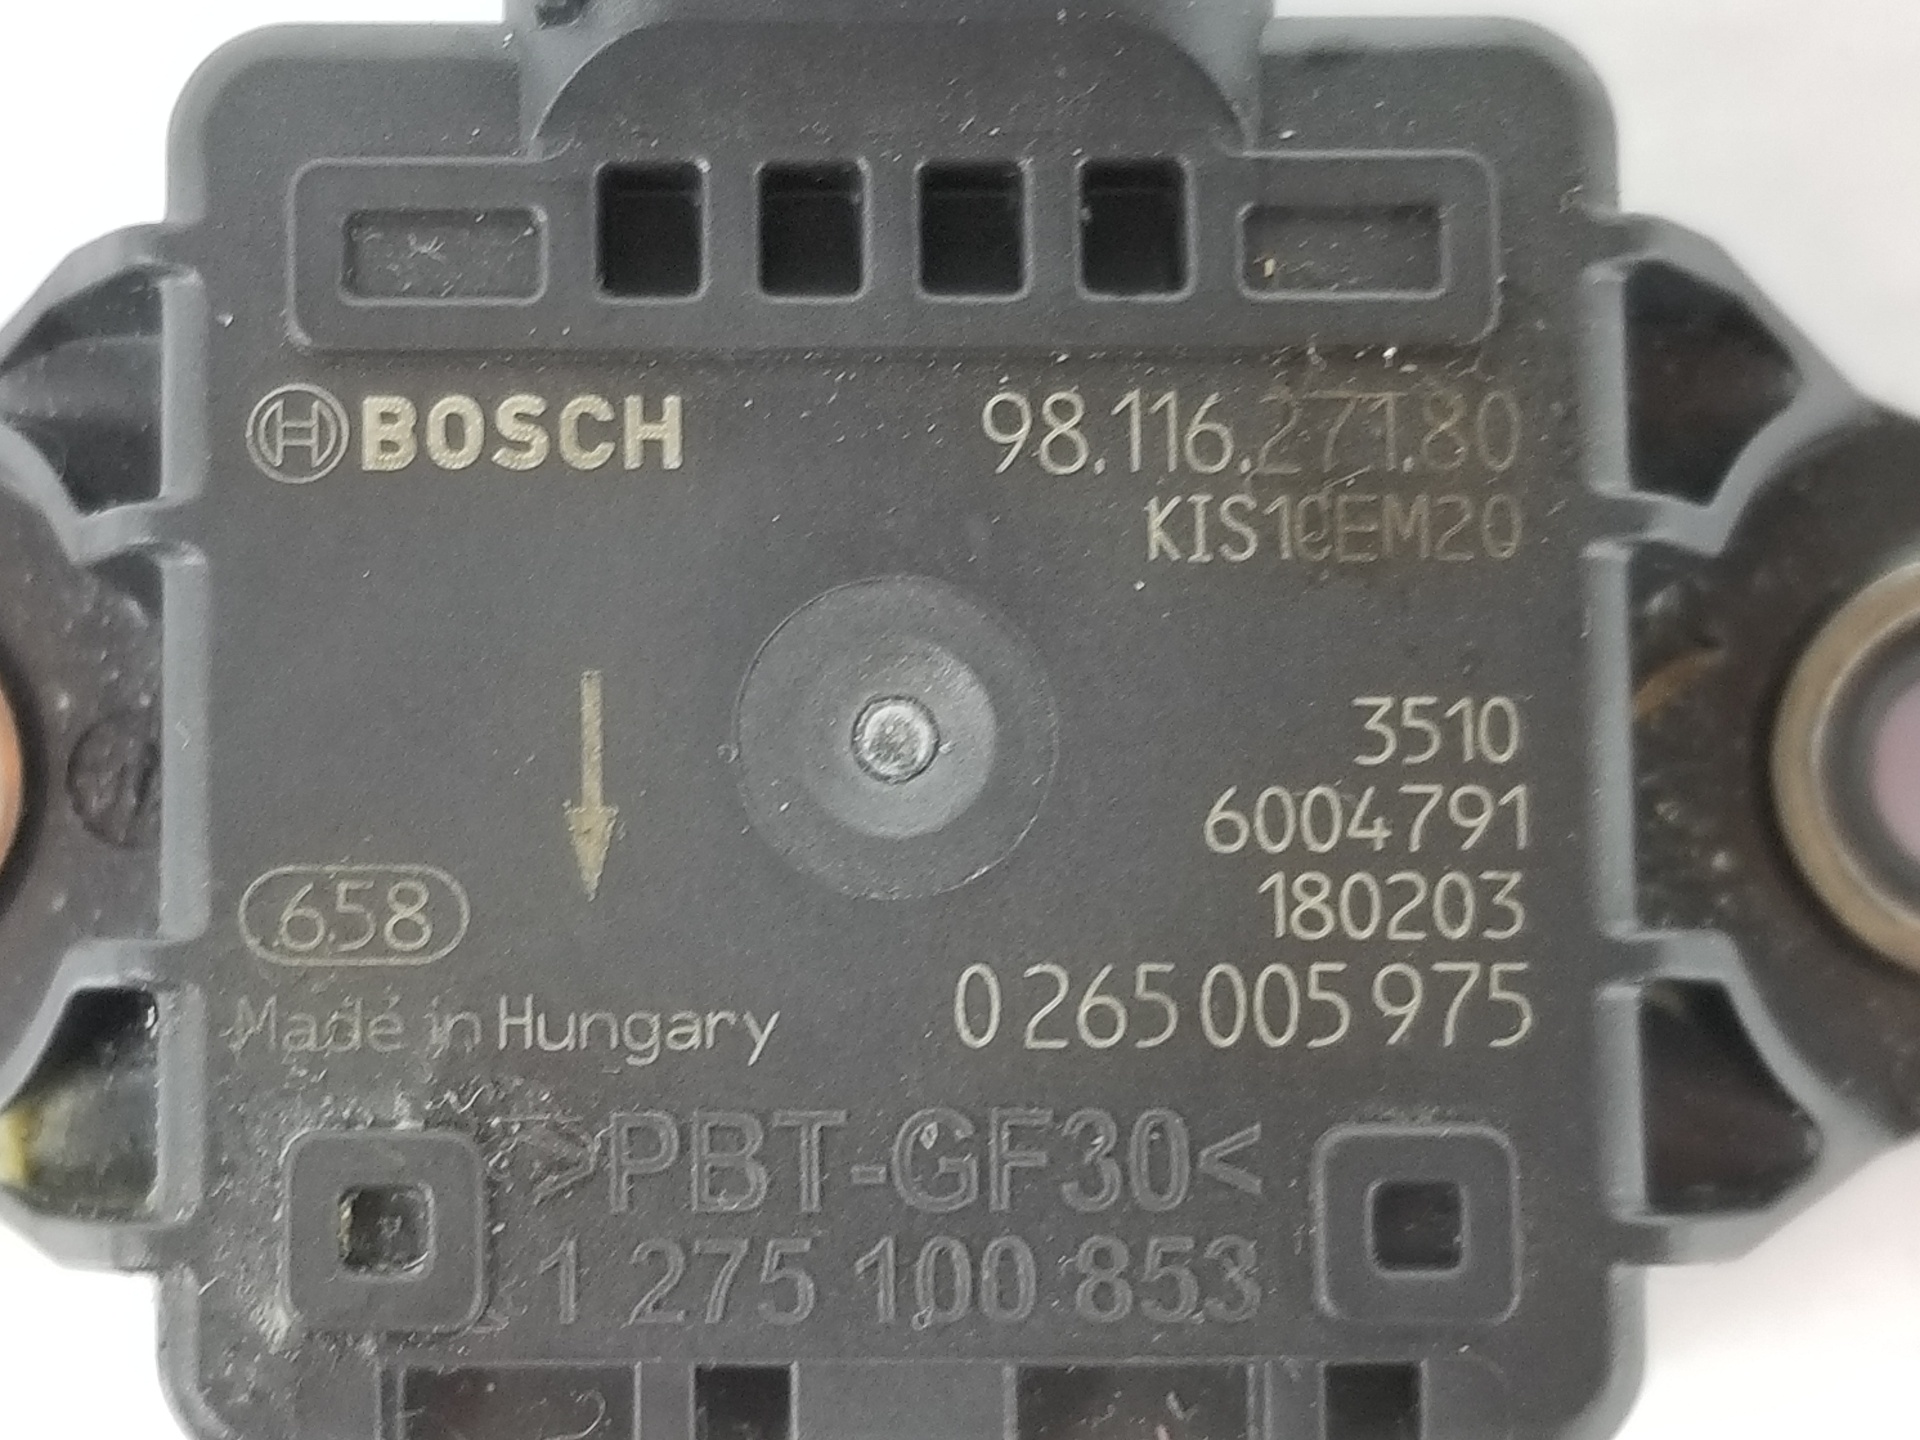 BOSCH
98.116.271.80
KIS10EM20
3510
6004791
180203
658
Made in Hungary
0 265 005 975
>PBT-GF30<
1 275 100 853